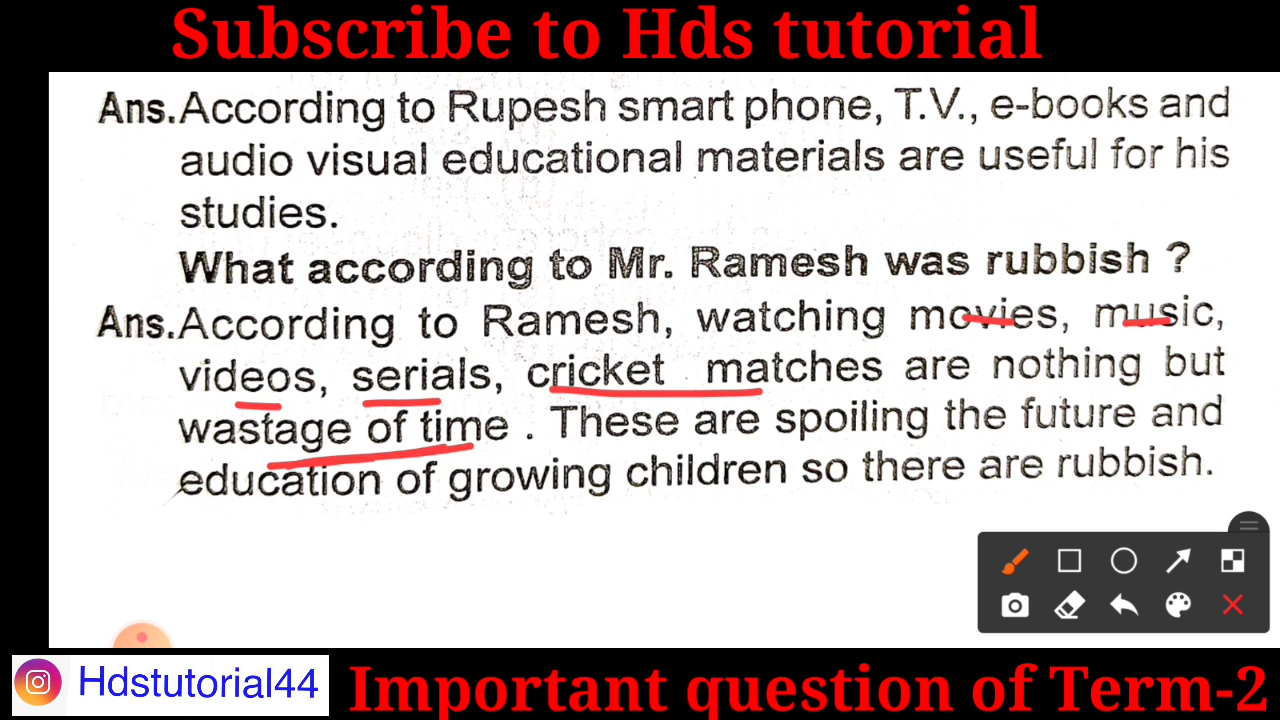 Subscribe to Hds tutorial
Ans. According to Rupesh smart phone, T.V., e-books and
audio visual educational materials are useful for his
studies.
What according to Mr. Ramesh was rubbish ?
Ans. According to Ramesh, watching movies, music,
videos, serials, cricket matches are nothing but
wastage of time . These are spoiling the future and
education of growing children so there are rubbish.
Hdstutorial44
Important question of Term-2